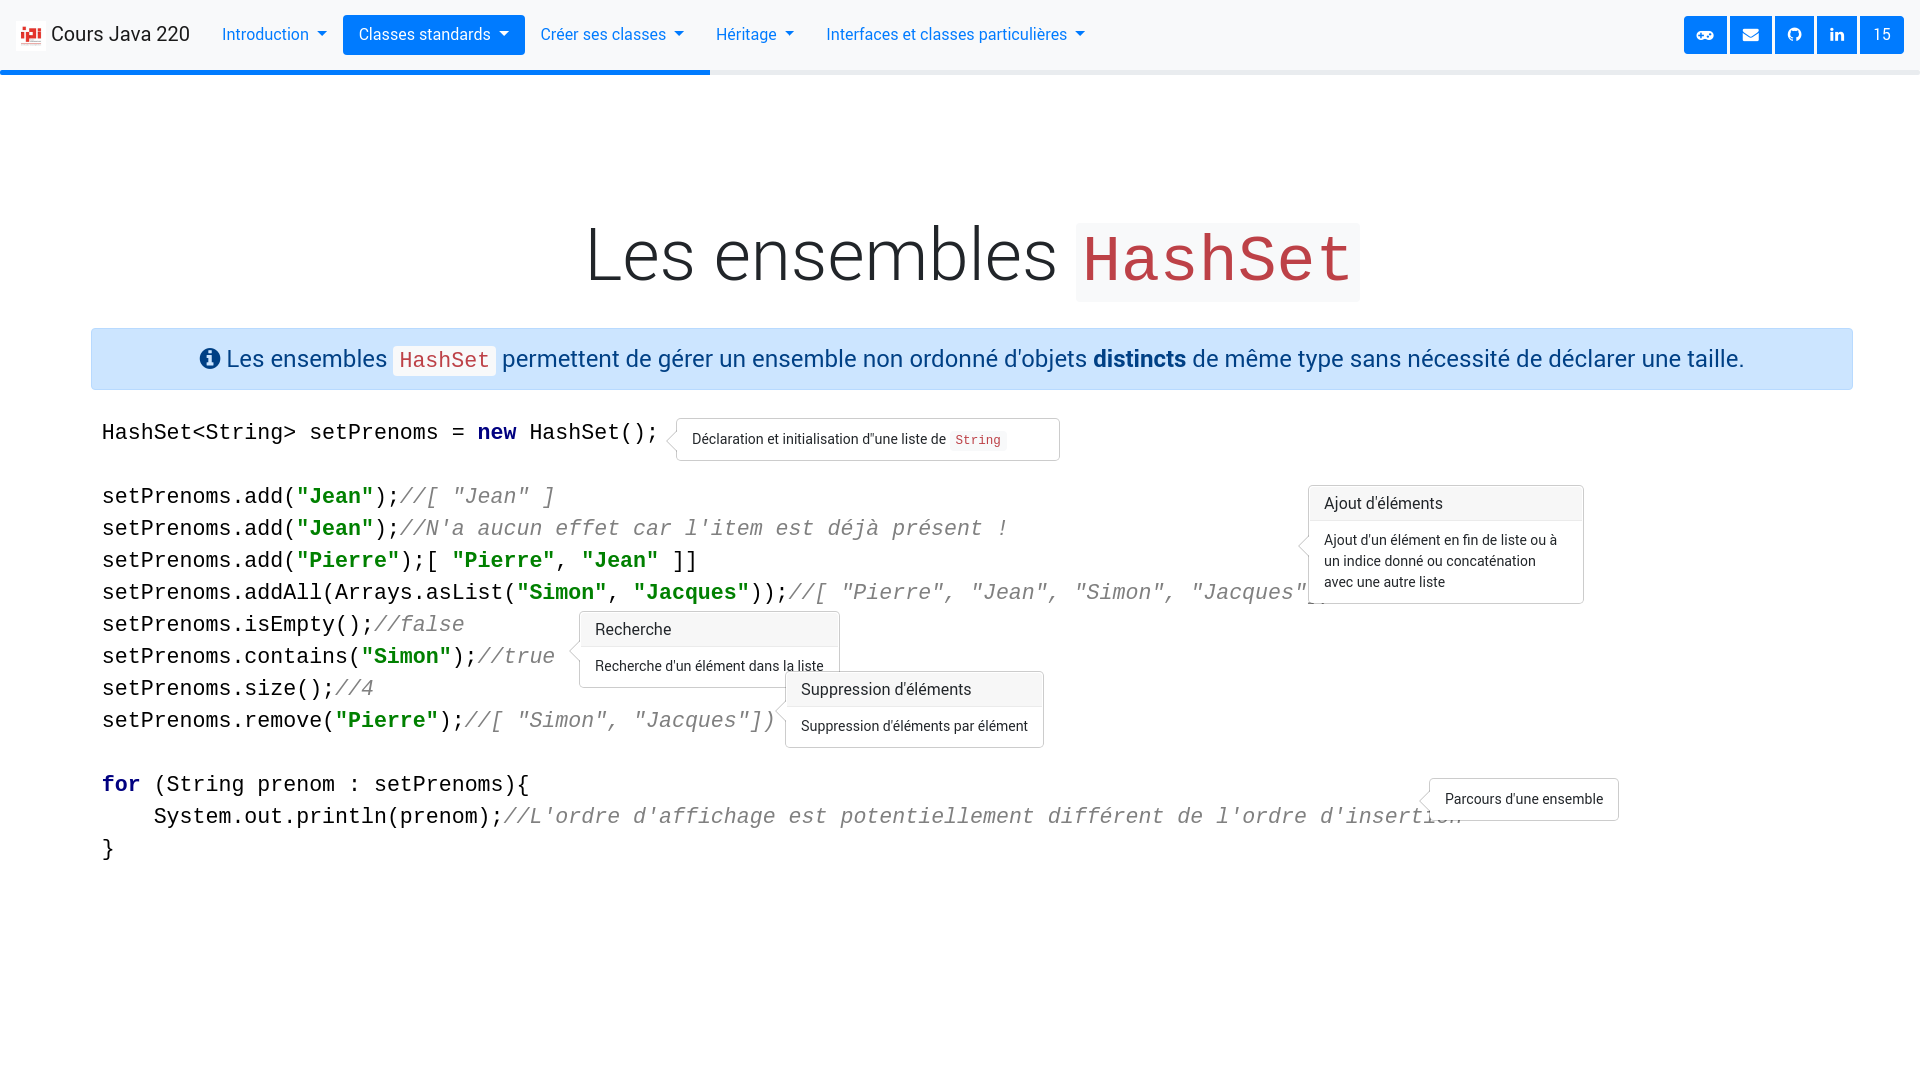 Cours Java 220 Introduction Classes standards Créer ses classes Héritage Interfaces et classes particulières 15
Les ensembles HashSet
Les ensembles HashSet permettent de gérer un ensemble non ordonné d'objets distincts de même type sans nécessité de déclarer une taille.
HashSet<String> setPrenoms = new HashSet();
Déclaration et initialisation d"une liste de String
setPrenoms.add("Jean");//[ "Jean" ]
setPrenoms.add("Jean");//N'a aucun effet car l'item est déjà présent !
setPrenoms.add("Pierre");[ "Pierre", "Jean" ]]
setPrenoms.addAll(Arrays.asList("Simon", "Jacques"));//[ "Pierre", "Jean", "Simon", "Jacques"
Ajout d'éléments
Ajout d'un élément en fin de liste ou à
un indice donné ou concaténation
avec une autre liste
setPrenoms.isEmpty();//false
setPrenoms.contains("Simon");//true
Recherche
Recherche d'un élément dans la liste
setPrenoms.size();//4
setPrenoms.remove("Pierre");//[ "Simon", "Jacques"])
Suppression d'éléments
Suppression d'éléments par élément
for (String prenom : setPrenoms){
System.out.println(prenom);//L'ordre d'affichage est potentiellement différent de l'ordre d'insertion
Parcours d'une ensemble
}